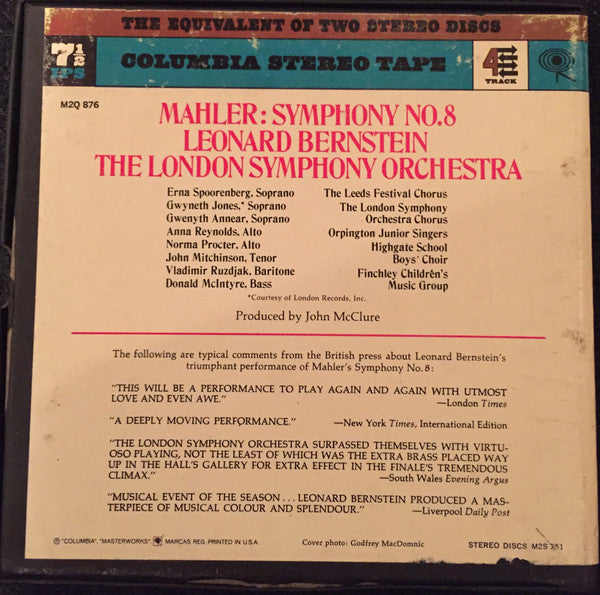 THE EQUIVALENT OF TWO STEREO DISCS
7½
IPS
COLUMBIA STEREO TAPE
4
TRACK
M2Q 876
MAHLER: SYMPHONY NO.8
LEONARD BERNSTEIN
THE LONDON SYMPHONY ORCHESTRA
Erna Spoorenberg, Soprano
Gwyneth Jones,* Soprano
Gwenyth Annear, Soprano
Anna Reynolds, Alto
Norma Procter, Alto
John Mitchinson, Tenor
Vladimir Ruzdjak, Baritone
Donald McIntyre, Bass
The Leeds Festival Chorus
The London Symphony
Orchestra Chorus
Orpington Junior Singers
Highgate School
Boys' Choir
Finchley Children's
Music Group
*Courtesy of London Records, Inc.
Produced by John McClure
The following are typical comments from the British press about Leonard Bernstein's
triumphant performance of Mahler's Symphony No. 8:
"THIS WILL BE A PERFORMANCE TO PLAY AGAIN AND AGAIN WITH UTMOST
LOVE AND EVEN AWE."
—London Times
"A DEEPLY MOVING PERFORMANCE."
—New York Times, International Edition
"THE LONDON SYMPHONY ORCHESTRA SURPASSED THEMSELVES WITH VIRTU-
OSO PLAYING, NOT THE LEAST OF WHICH WAS THE EXTRA BRASS PLACED WAY
UP IN THE HALL'S GALLERY FOR EXTRA EFFECT IN THE FINALE'S TREMENDOUS
CLIMAX."
—South Wales Evening Argus
"MUSICAL EVENT OF THE SEASON . . . LEONARD BERNSTEIN PRODUCED A MAS-
TERPIECE OF MUSICAL COLOUR AND SPLENDOUR."
—Liverpool Daily Post
℗ "COLUMBIA", "MASTERWORKS", MARCAS REG. PRINTED IN U.S.A.
Cover photo: Godfrey MacDomnic
STEREO DISCS M2S 751